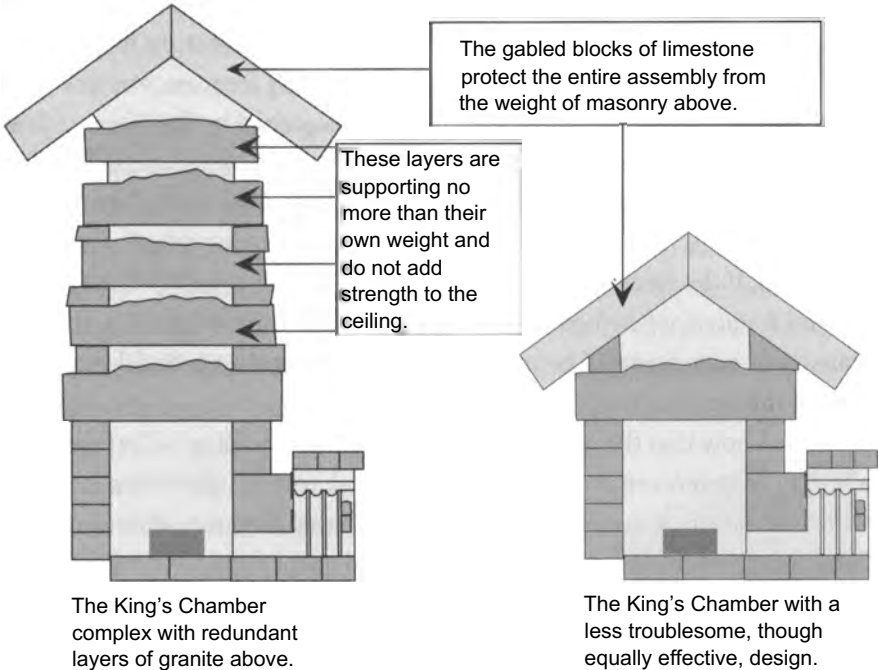 The gabled blocks of limestone
protect the entire assembly from
the weight of masonry above.
These layers are
supporting no
more than their
own weight and
do not add
strength to the
ceiling.
The King's Chamber
complex with redundant
layers of granite above.
The King's Chamber with a
less troublesome, though
equally effective, design.